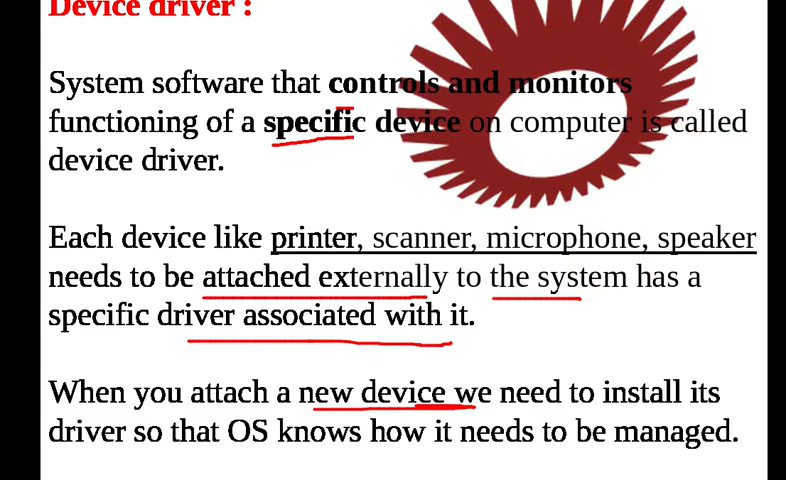 Device driver :
System software that controls and monitors
functioning of a specific device on computer is called
device driver.
Each device like printer, scanner, microphone, speaker
needs to be attached externally to the system has a
specific driver associated with it.
When you attach a new device we need to install its
driver so that OS knows how it needs to be managed.